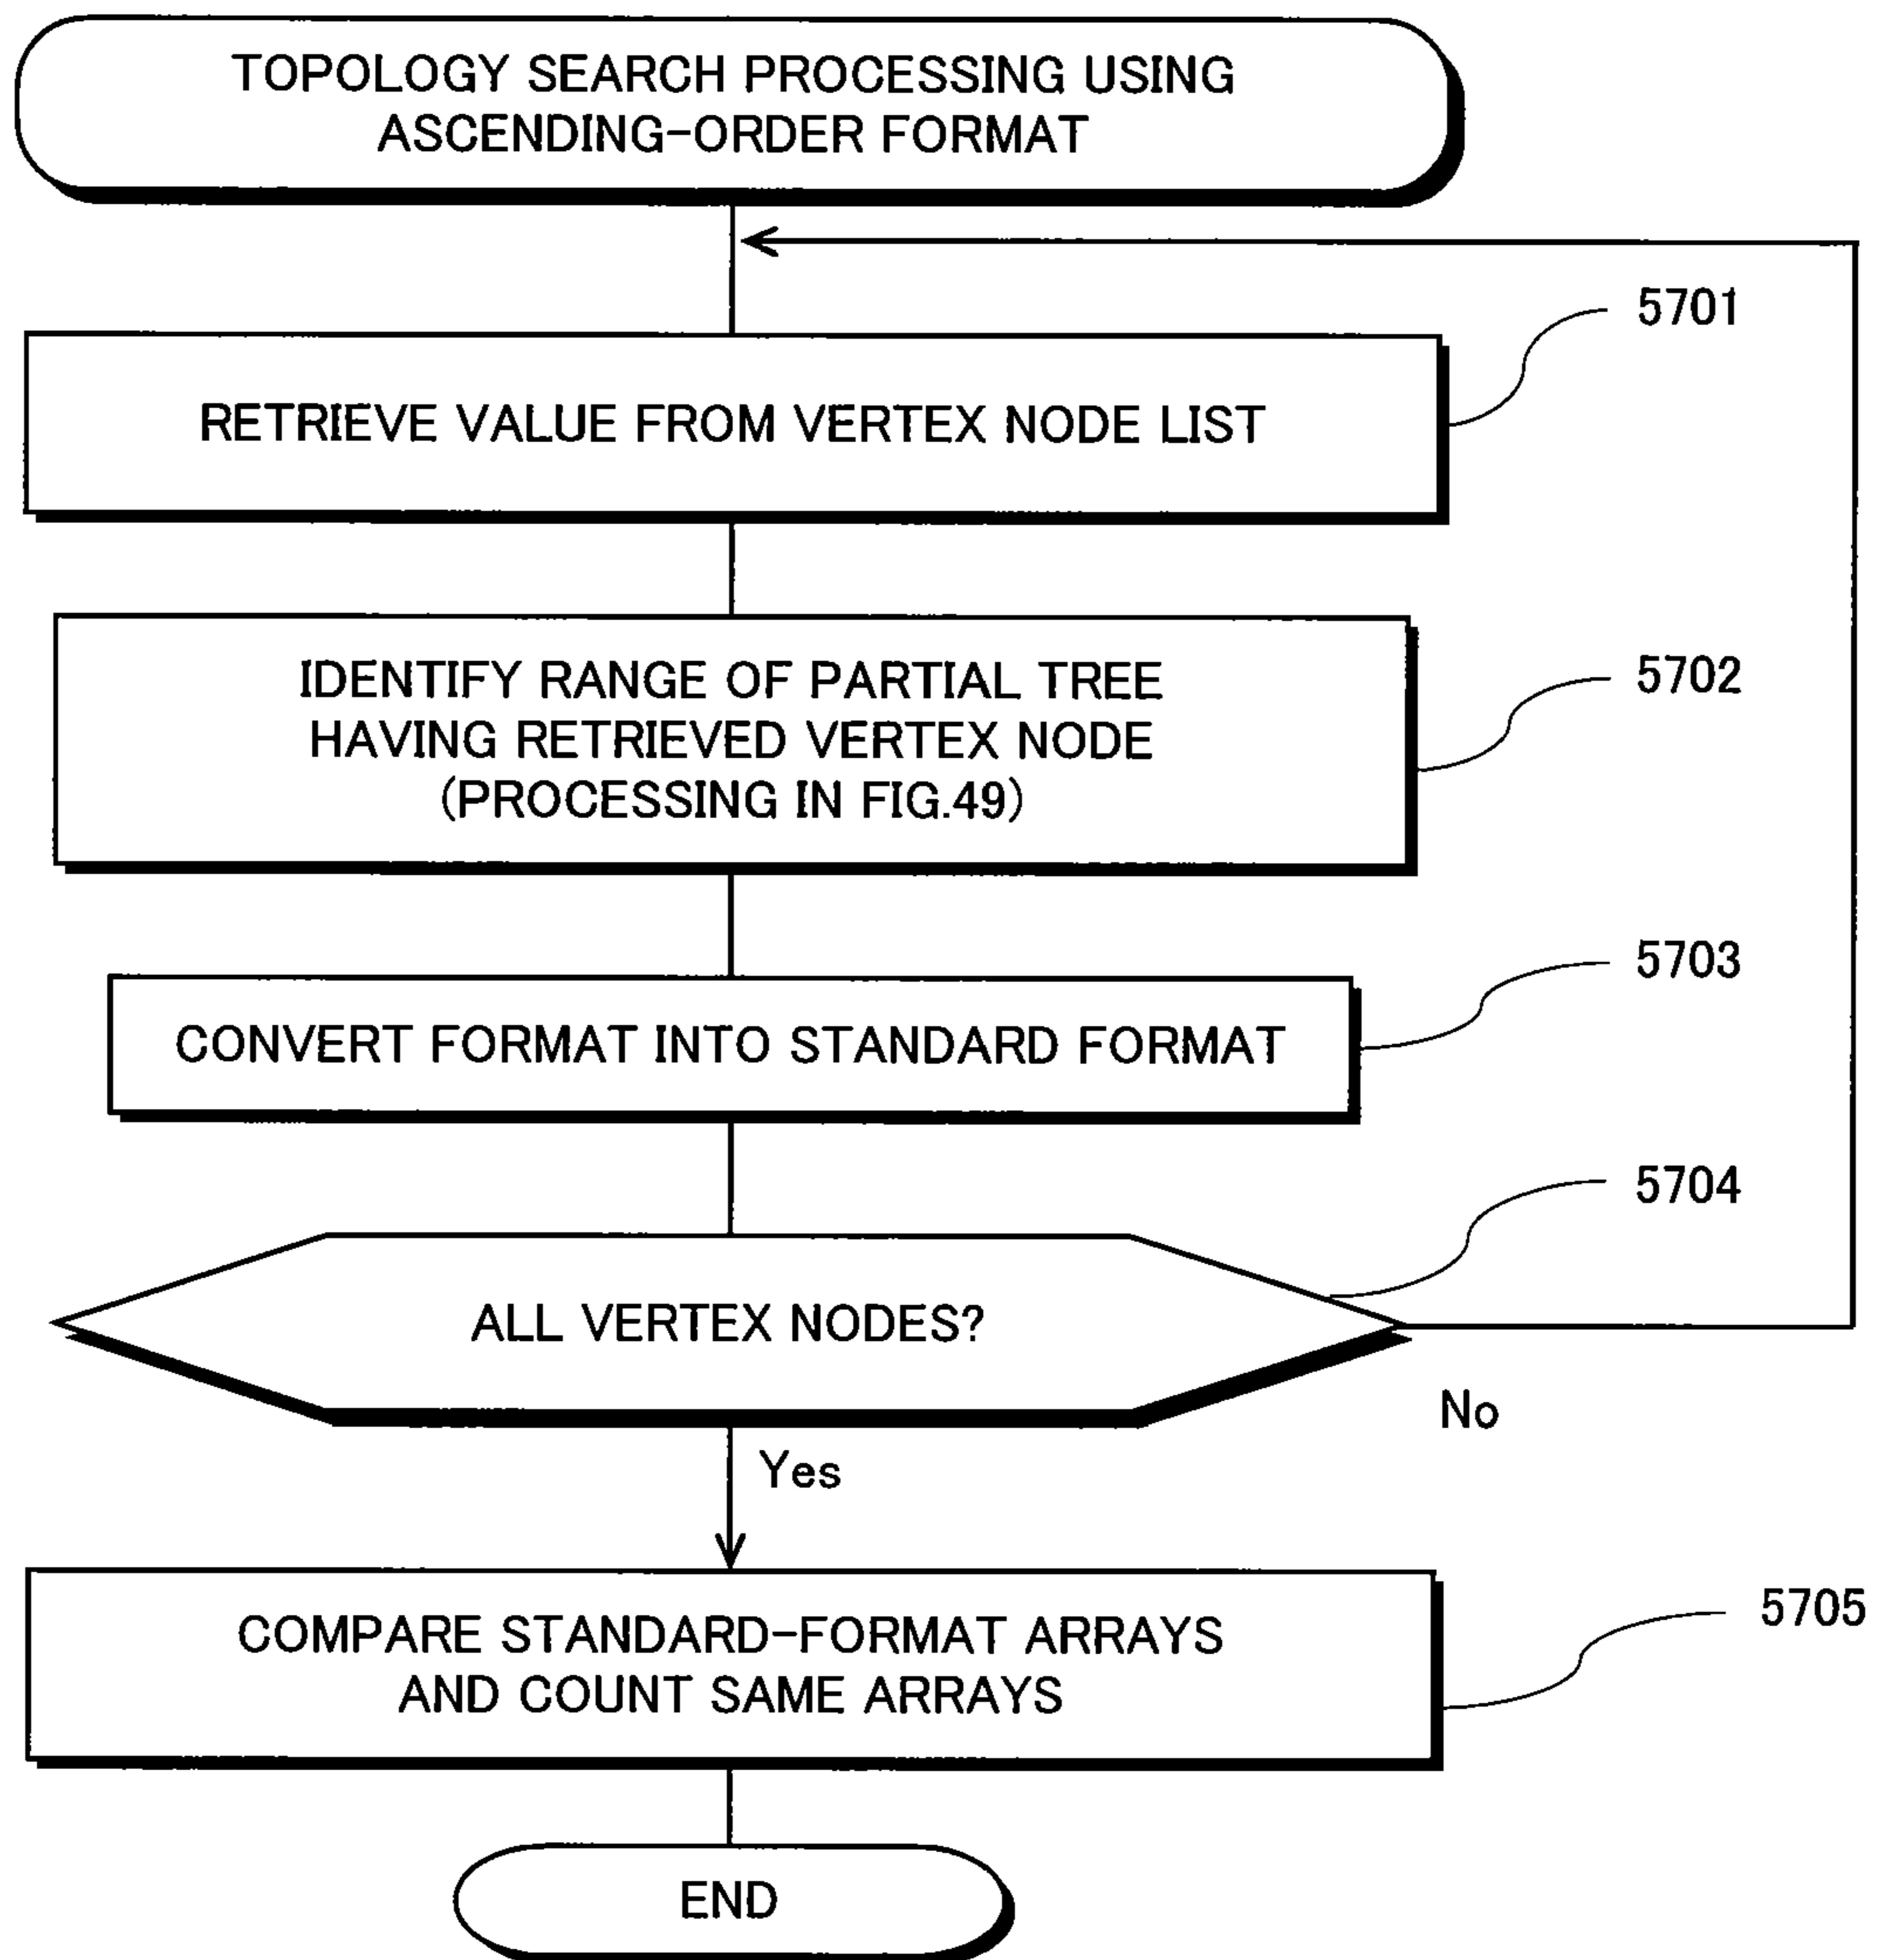 TOPOLOGY SEARCH PROCESSING USING
ASCENDING-ORDER FORMAT
5701
RETRIEVE VALUE FROM VERTEX NODE LIST
IDENTIFY RANGE OF PARTIAL TREE
HAVING RETRIEVED VERTEX NODE
(PROCESSING IN FIG.49)
5702
5703
CONVERT FORMAT INTO STANDARD FORMAT
5704
ALL VERTEX NODES?
No
Yes
COMPARE STANDARD-FORMAT ARRAYS
AND COUNT SAME ARRAYS
5705
END